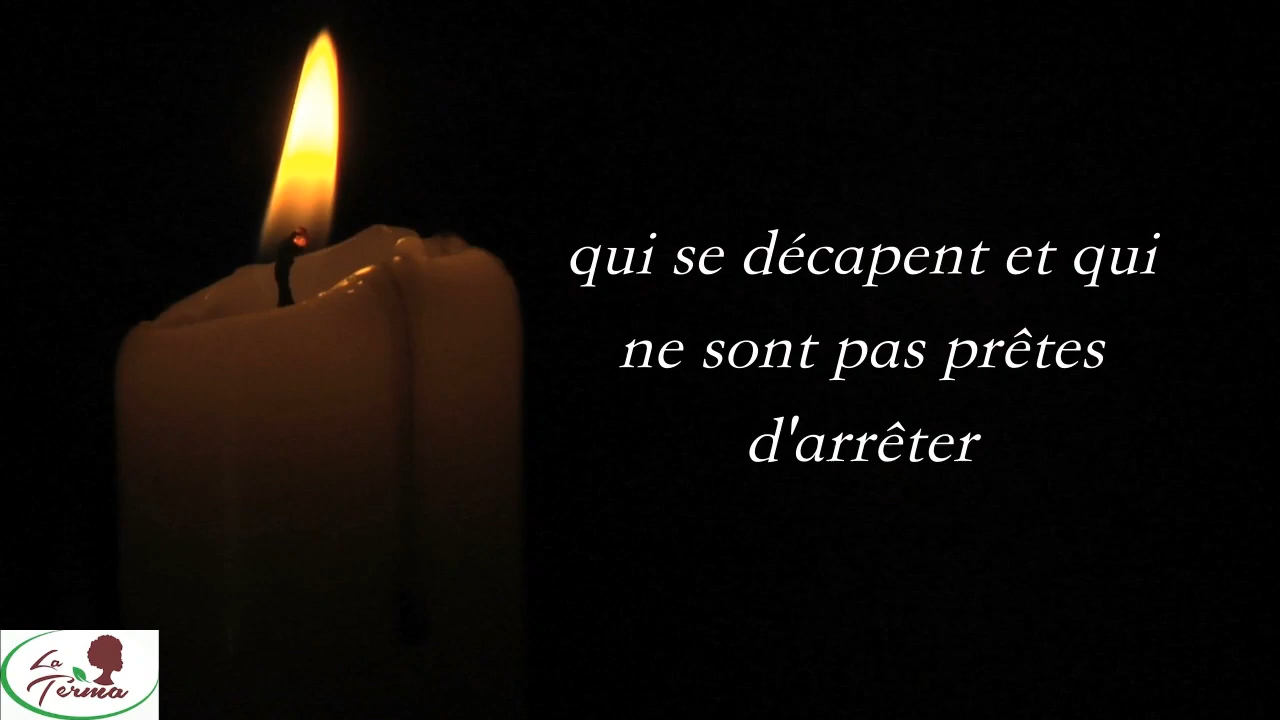 qui se décapent et qui
ne sont pas prêtes
d'arrêter
La
Terma